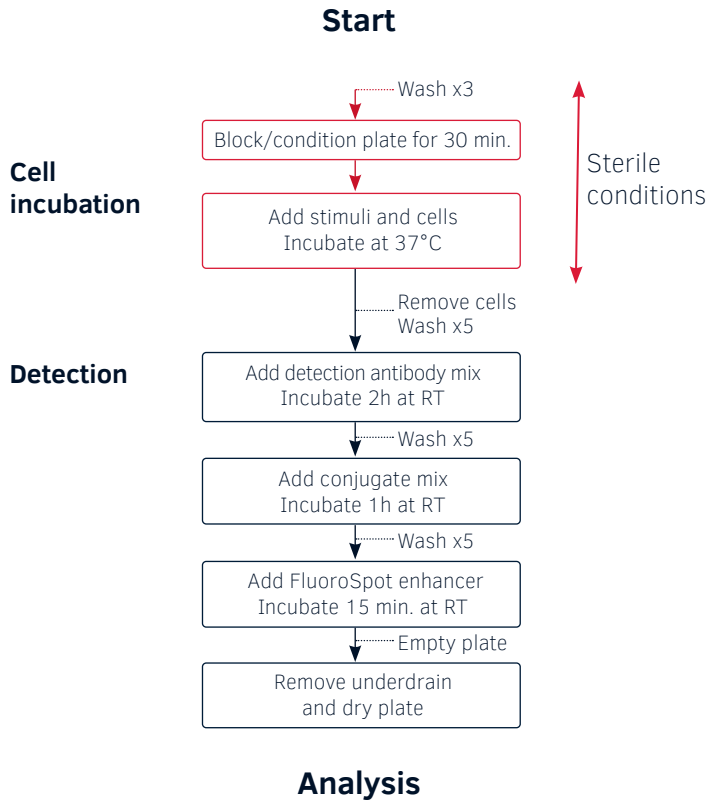 Start
Wash x3
Block/condition plate for 30 min.
Cell
incubation
Sterile
conditions
Add stimuli and cells
Incubate at 37°C
Remove cells
Wash x5
Detection
Add detection antibody mix
Incubate 2h at RT
Wash x5
Add conjugate mix
Incubate 1h at RT
Wash x5
Add FluoroSpot enhancer
Incubate 15 min. at RT
Empty plate
Remove underdrain
and dry plate
Analysis